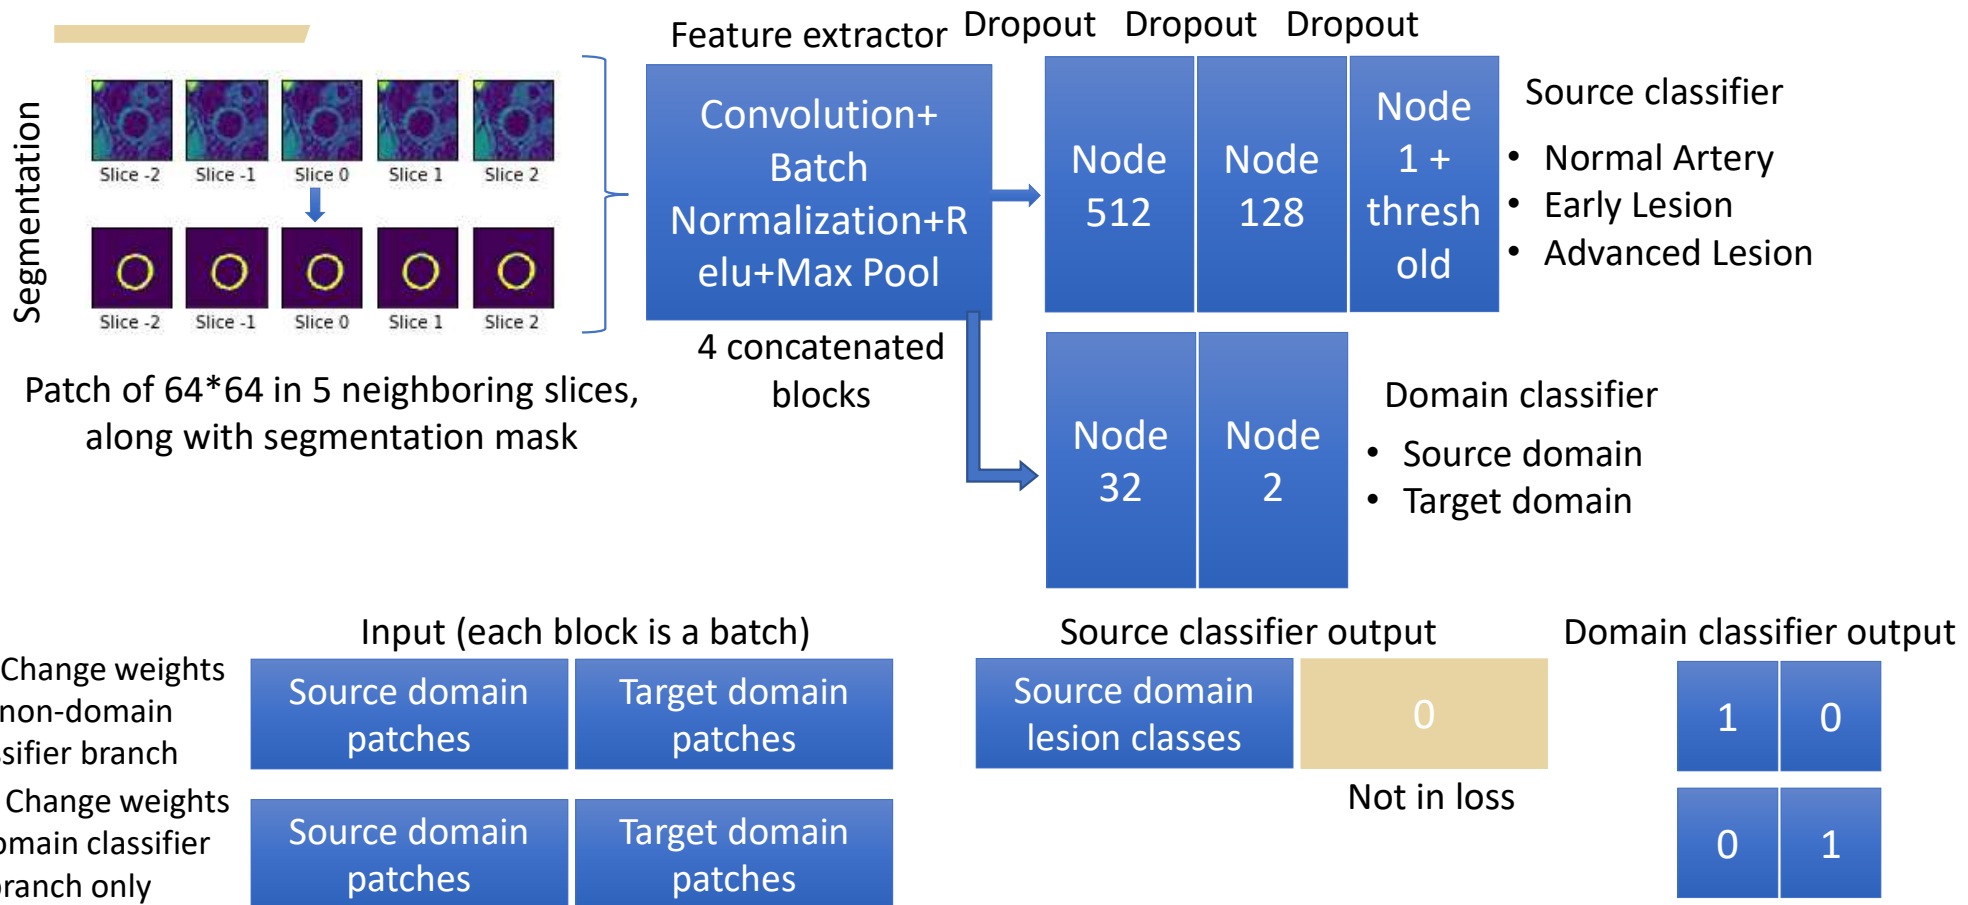 Segmentation
Slice -2
Slice -1
Slice 0
Slice 1
Slice 2
Slice -2
Slice -1
Slice 0
Slice 1
Slice 2
Patch of 64*64 in 5 neighboring slices,
along with segmentation mask
Feature extractor
Convolution+
Batch
Normalization+R
elu+Max Pool
4 concatenated
blocks
Dropout
Dropout
Dropout
Node
512
Node
128
Node
1 +
thresh
old
Source classifier
• Normal Artery
• Early Lesion
• Advanced Lesion
Node
32
Node
2
Domain classifier
• Source domain
• Target domain
Input (each block is a batch)
Source classifier output
Domain classifier output
Change weights
non-domain
ssifier branch
Source domain
patches
Target domain
patches
Source domain
lesion classes
0
Not in loss
1
0
Change weights
omain classifier
branch only
Source domain
patches
Target domain
patches
0
1